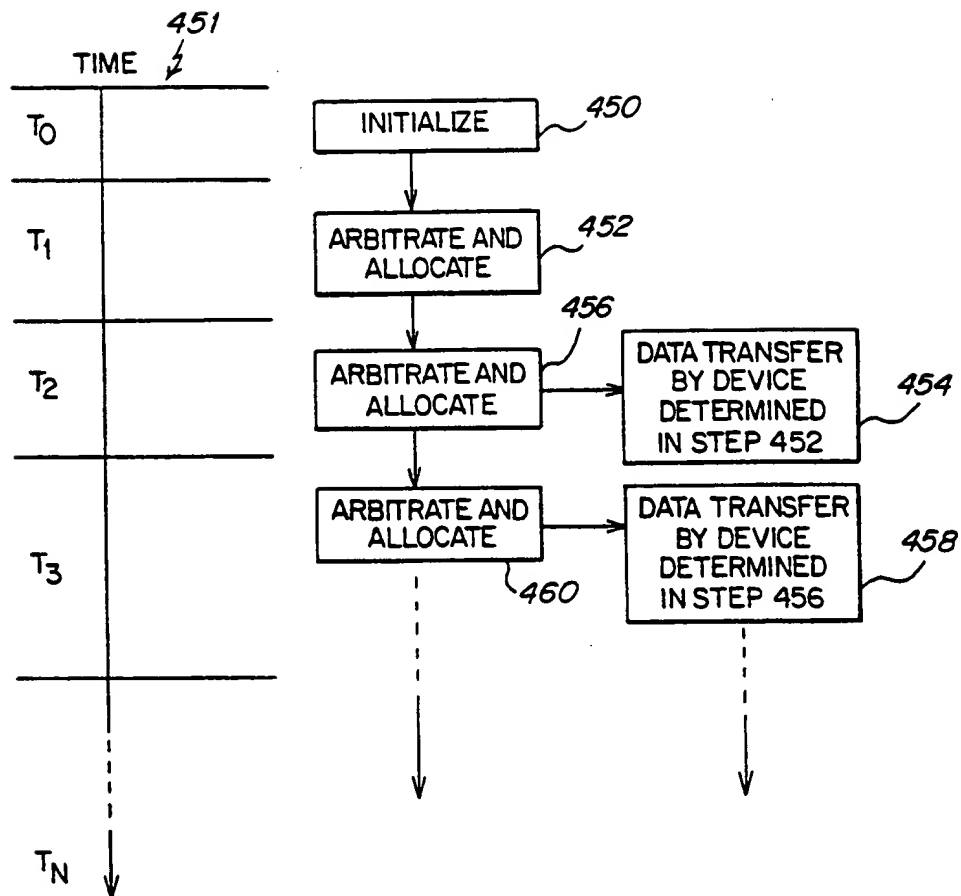 451
TIME
T0
INITIALIZE
450
T1
ARBITRATE AND
ALLOCATE
452
456
T2
ARBITRATE AND
ALLOCATE
DATA TRANSFER
BY DEVICE
DETERMINED
IN STEP 452
454
T3
ARBITRATE AND
ALLOCATE
460
DATA TRANSFER
BY DEVICE
DETERMINED
IN STEP 456
458
TN